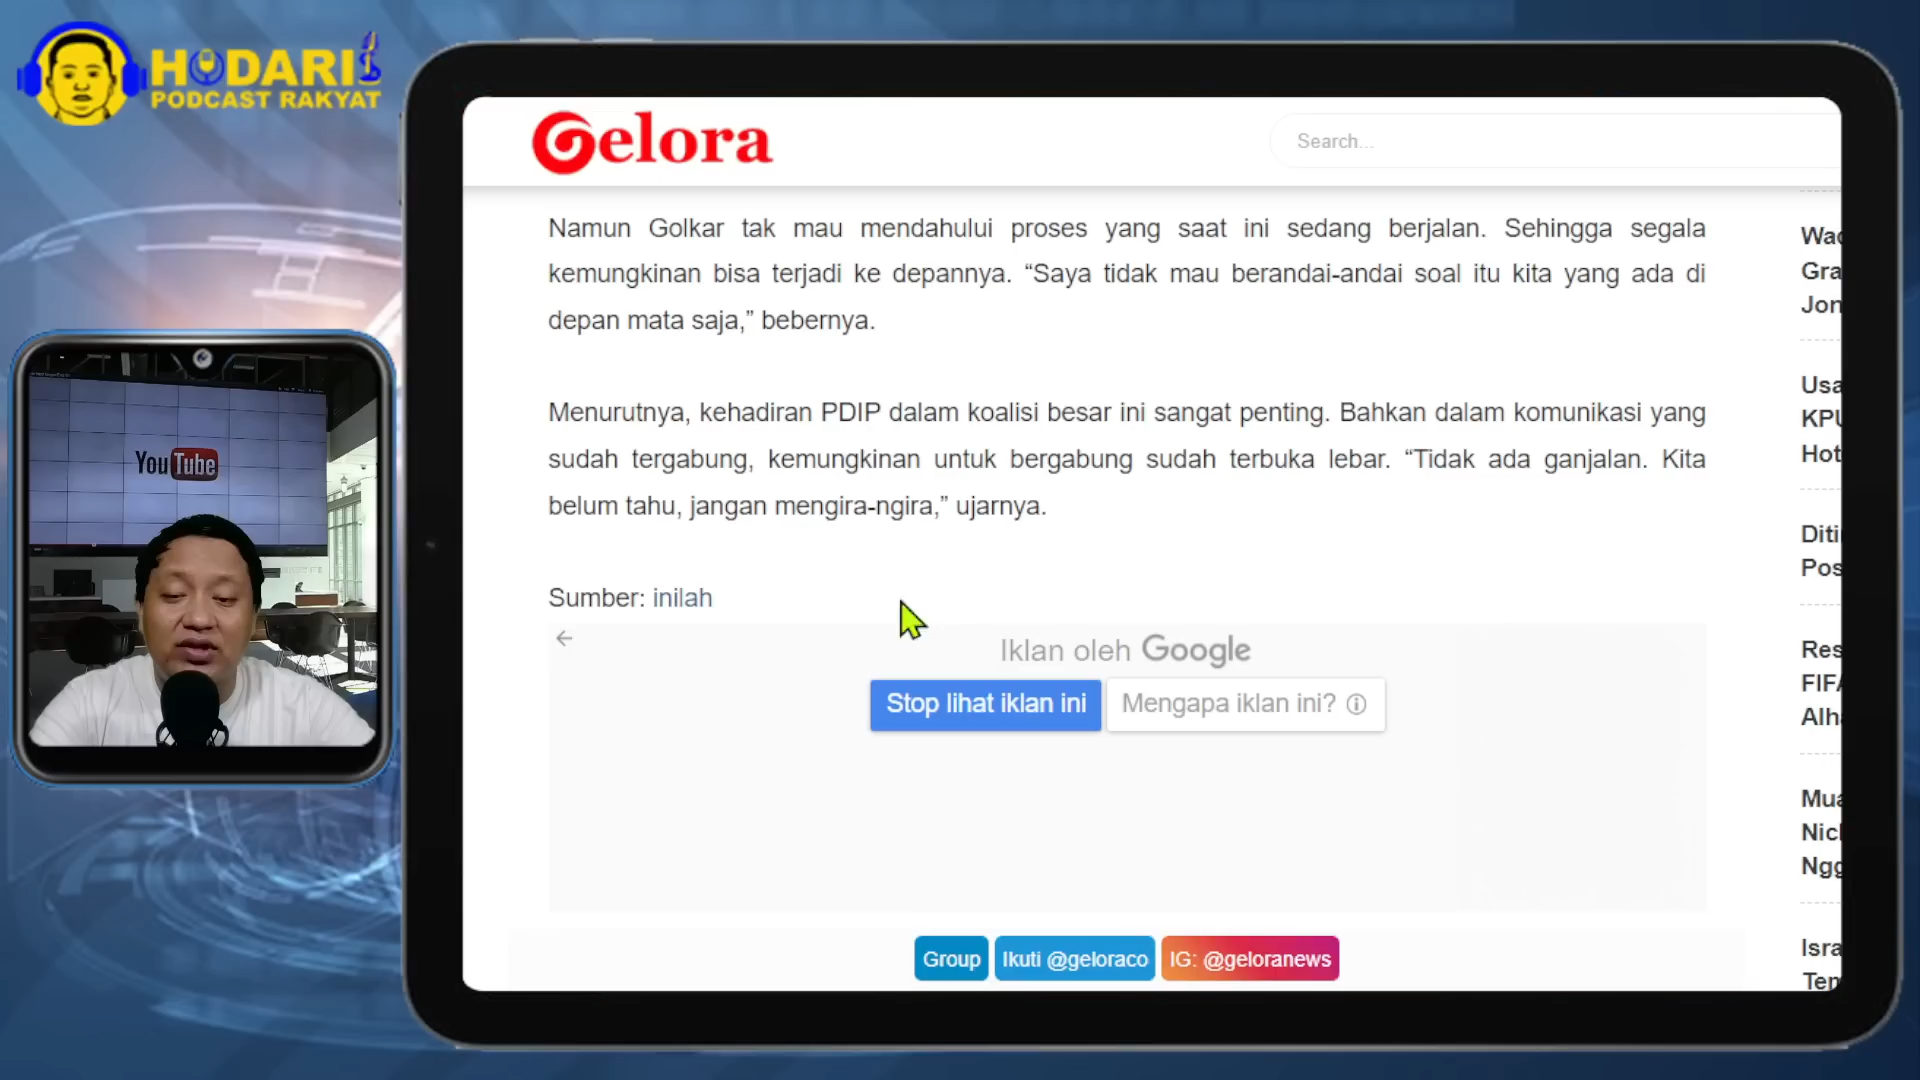 HODARI
PODCAST RAKYAT
Gelora
Search...
Namun Golkar tak mau mendahului proses yang saat ini sedang berjalan. Sehingga segala
kemungkinan bisa terjadi ke depannya. “Saya tidak mau berandai-andai soal itu kita yang ada di
depan mata saja,” bebernya.
Menurutnya, kehadiran PDIP dalam koalisi besar ini sangat penting. Bahkan dalam komunikasi yang
sudah tergabung, kemungkinan untuk bergabung sudah terbuka lebar. “Tidak ada ganjalan. Kita
belum tahu, jangan mengira-ngira,” ujarnya.
Sumber: inilah
Iklan oleh Google
Stop lihat iklan ini
Mengapa iklan ini?
Group
Ikuti @geloraco
IG: @geloranews
YouTube